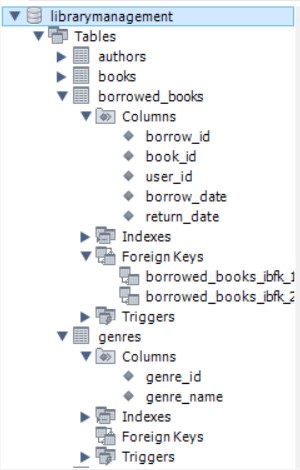 librarymanagement
Tables
authors
books
borrowed_books
Columns
borrow_id
book_id
user_id
borrow_date
return_date
Indexes
Foreign Keys
borrowed_books_ibfk_1
borrowed_books_ibfk_2
Triggers
genres
Columns
genre_id
genre_name
Indexes
Foreign Keys
Triggers